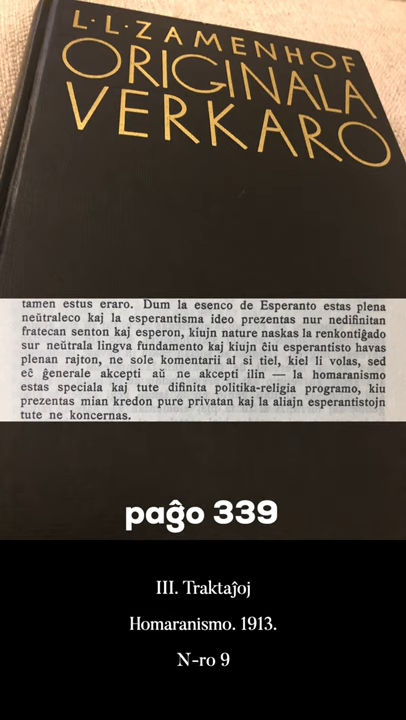 L·L·ZAMENHOF
ORIGINALA
VERKARO
tamen estus eraro. Dum la esenco de Esperanto estas plena
neŭtraleco kaj la esperantisma ideo prezentas nur nedifinitan
fratecan senton kaj esperon, kiujn nature naskas la renkontiĝado
sur neŭtrala lingva fundamento kaj kiujn ĉiu esperantisto havas
plenan rajton, ne sole komentarii al si tiel, kiel li volas, sed
eĉ ĝenerale akcepti aŭ ne akcepti ilin — la homaranismo
estas speciala kaj tute difinita politika-religia programo, kiu
prezentas mian kredon pure privatan kaj la aliajn esperantistojn
tute ne koncernas.
paĝo 339
III. Traktaĵoj
Homaranismo. 1913.
N-ro 9